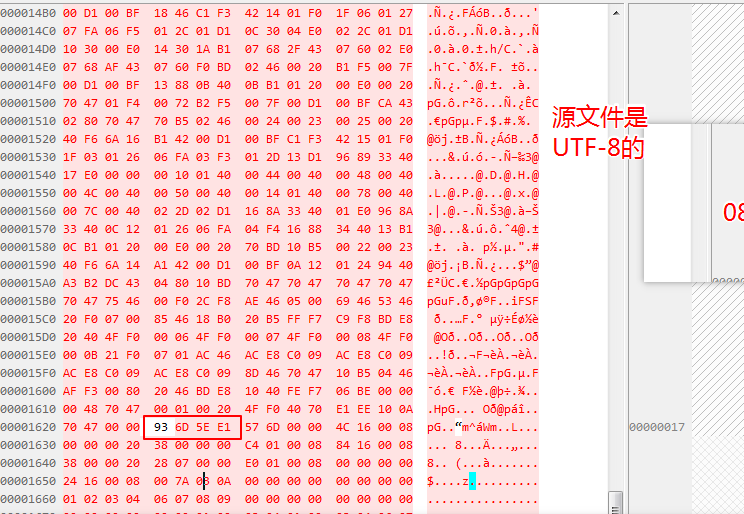 000014B0 00 D1 00 BF 18 46 C1 F3 42 14 01 F0 1F 06 01 27 .Ñ.¿.FÁóB..ð...'
000014C0 07 FA 06 F5 01 2C 01 D1 0C 30 04 E0 02 2C 01 D1 .ú.õ.,.Ñ.0.à.,.Ñ
000014D0 10 30 00 E0 14 30 1A B1 07 68 2F 43 07 60 02 E0 .0.à.0.±.h/C.`.à
000014E0 07 68 AF 43 07 60 F0 BD 02 46 00 20 B1 F5 00 7F .h¯C.`ð½.F. ±õ..
000014F0 00 D1 00 BF 13 88 0B 40 0B B1 01 20 00 E0 00 20 .Ñ.¿.ˆ.@.±. .à.
00001500 70 47 01 F4 00 72 B2 F5 00 7F 00 D1 00 BF CA 43 pG.ô.r²õ...Ñ.¿ÊC
00001510 02 80 70 47 70 B5 02 46 00 24 00 23 00 25 00 20 .€pGpµ.F.$.#.%.
00001520 40 F6 6A 16 B1 42 00 D1 00 BF C1 F3 42 15 01 F0 @öj.±B.Ñ.¿ÁóB..ð
00001530 1F 03 01 26 06 FA 03 F3 01 2D 13 D1 96 89 33 40 ...&.ú.ó.-.Ñ–‰3@
00001540 17 E0 00 00 00 10 01 40 00 44 00 40 00 48 00 40 .à.....@.D.@.H.@
00001550 00 4C 00 40 00 50 00 40 00 14 01 40 00 78 00 40 .L.@.P.@...@.x.@
00001560 00 7C 00 40 02 2D 02 D1 16 8A 33 40 01 E0 96 8A .|.@.-.Ñ.Š3@.à–Š
00001570 33 40 0C 12 01 26 06 FA 04 F4 16 88 34 40 13 B1 3@...&.ú.ô.ˆ4@.±
00001580 0C B1 01 20 00 E0 00 20 70 BD 10 B5 00 22 00 23 .±. .à. p½.µ.".#
00001590 40 F6 6A 14 A1 42 00 D1 00 BF 0A 12 01 24 94 40 @öj.¡B.Ñ.¿...$”@
000015A0 A3 B2 DC 43 04 80 10 BD 70 47 70 47 70 47 70 47 £²ÜC.€.½pGpGpGpG
000015B0 70 47 75 46 00 F0 2C F8 AE 46 05 00 69 46 53 46 pGuF.ð,ø®F..iFSF
000015C0 20 F0 07 00 85 46 18 B0 20 B5 FF F7 C9 F8 BD E8 ð..…F.° µÿ÷Éø½è
000015D0 20 40 4F F0 00 06 4F F0 00 07 4F F0 00 08 4F F0 @Oð..Oð..Oð..Oð
000015E0 00 0B 21 F0 07 01 AC 46 AC E8 C0 09 AC E8 C0 09 ..!ð..¬F¬èÀ.¬èÀ.
000015F0 AC E8 C0 09 AC E8 C0 09 8D 46 70 47 10 B5 04 46 ¬èÀ.¬èÀ..FpG.µ.F
00001600 AF F3 00 80 20 46 BD E8 10 40 FE F7 06 BE 00 00 ¯ó.€ F½è.@þ÷.¾..
00001610 00 48 70 47 00 01 00 20 4F F0 40 70 E1 EE 10 0A .HpG... Oð@páî..
00001620 70 47 00 00 93 6D 5E E1 57 6D 00 00 4C 16 00 08 pG..“m^áWm..L...
00001630 00 00 00 20 38 00 00 00 C4 01 00 08 84 16 00 08 ... 8...Ä...„...
00001640 38 00 00 20 28 07 00 00 E0 01 00 08 00 00 00 00 8.. (...à.......
00001650 24 16 00 08 00 7A 08 0A 00 00 00 00 00 00 00 00 $....z..........
00001660 01 02 03 04 06 07 08 09 00 00 00 00 00 00 00 00 ................
源文件是
UTF-8的
08
00000017